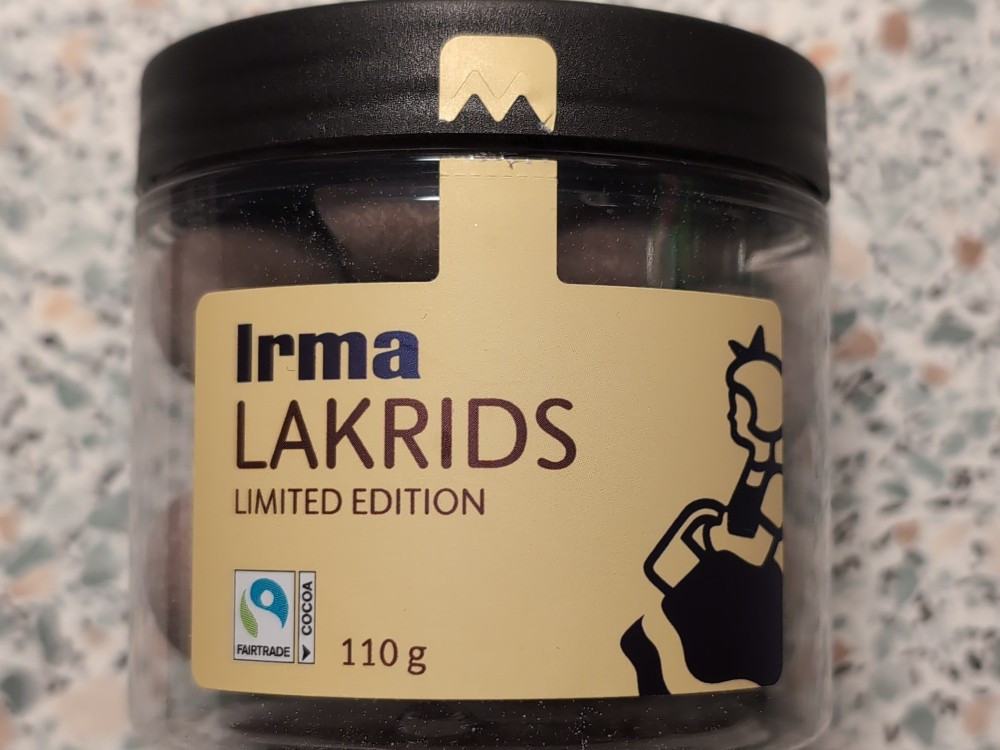 Irma
LAKRIDS
LIMITED EDITION
FAIRTRADE
COCOA
110 g